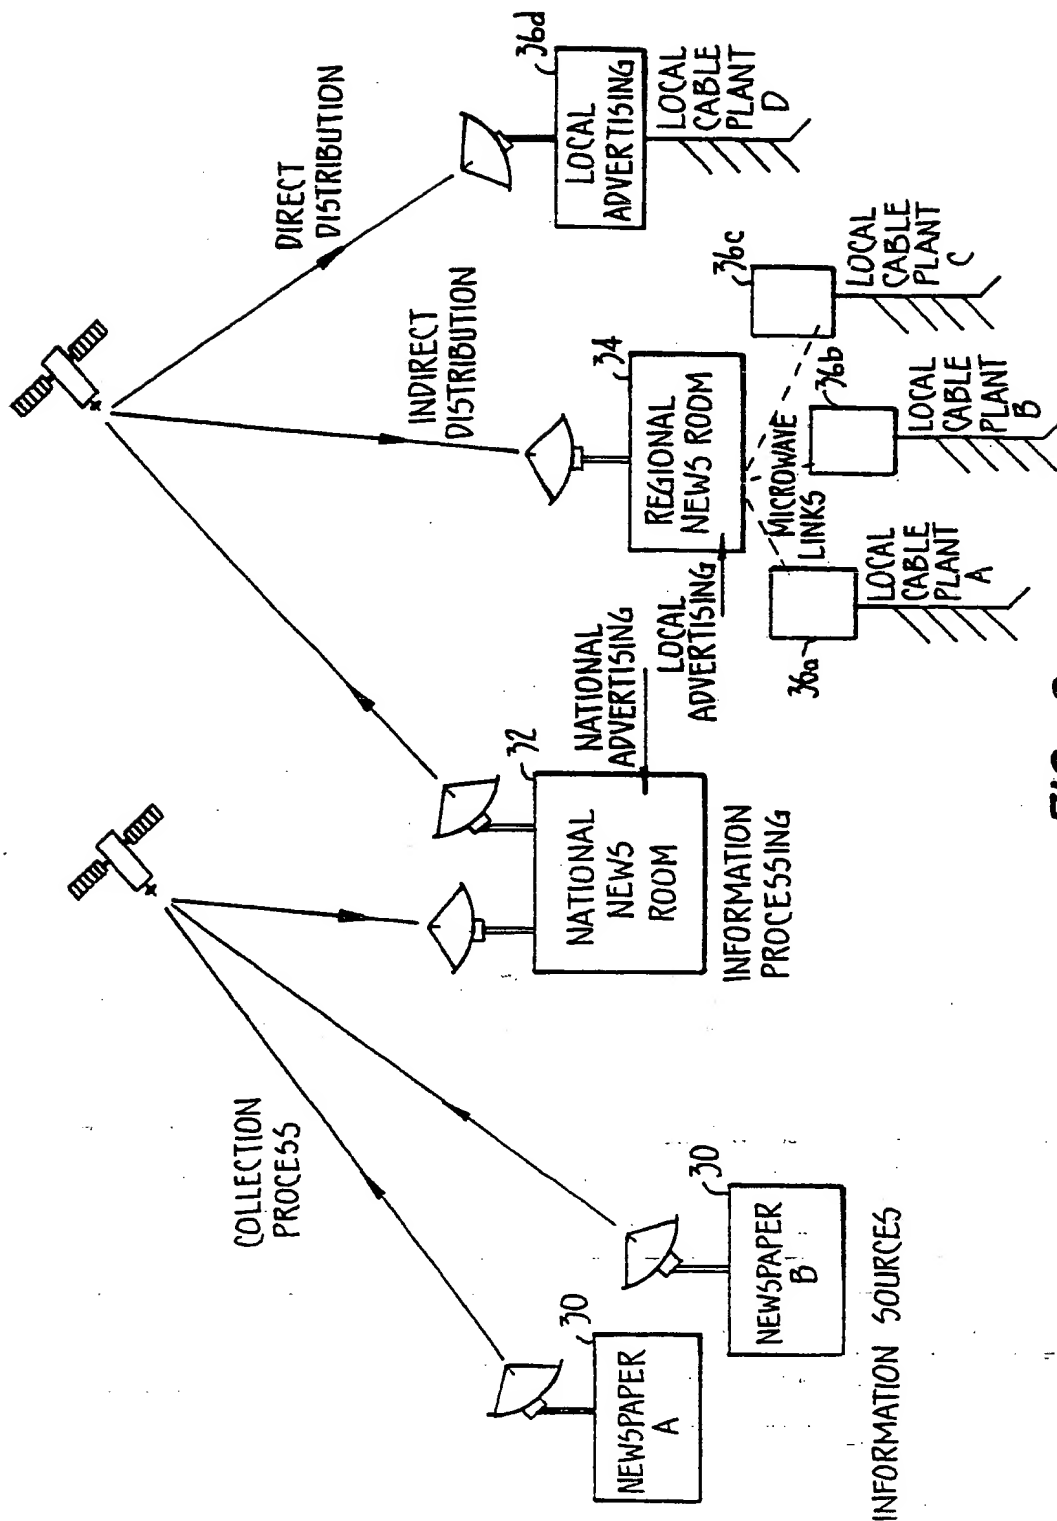 COLLECTION
PROCESS
30
NEWSPAPER
A
30
NEWSPAPER
B
INFORMATION SOURCES
32
NATIONAL
NEWS
ROOM
INFORMATION
PROCESSING
NATIONAL
ADVERTISING
LOCAL
ADVERTISING
INDIRECT
DISTRIBUTION
34
REGIONAL
NEWS ROOM
MICROWAVE
LINKS
36a
LOCAL
CABLE
PLANT
A
36b
LOCAL
CABLE
PLANT
B
36c
LOCAL
CABLE
PLANT
C
DIRECT
DISTRIBUTION
36d
LOCAL
ADVERTISING
LOCAL
CABLE
PLANT
D